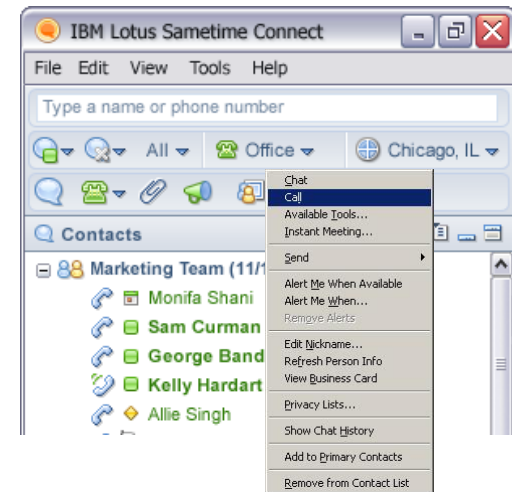 IBM Lotus Sametime Connect
File Edit View Tools Help
Type a name or phone number
All Office Chicago, IL
Contacts
Marketing Team (11/1
Monifa Shani
Sam Curman
George Band
Kelly Hardart
Allie Singh
Chat
Call
Available Tools...
Instant Meeting...
Send
Alert Me When Available
Alert Me When...
Remove Alerts
Edit Nickname...
Refresh Person Info
View Business Card
Privacy Lists...
Show Chat History
Add to Primary Contacts
Remove from Contact List